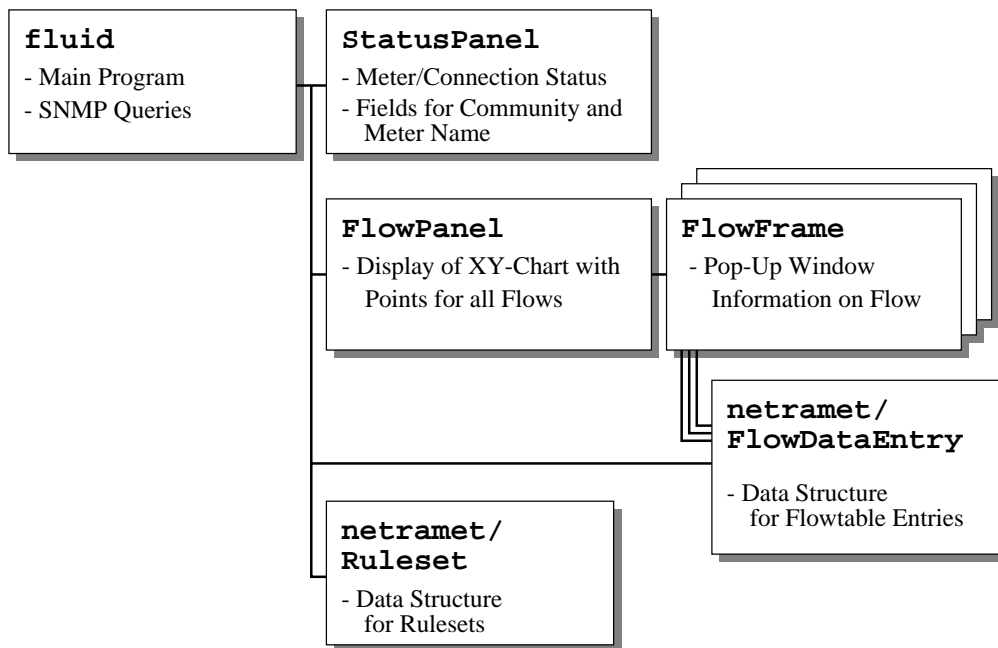 fluid
- Main Program
- SNMP Queries
StatusPanel
- Meter/Connection Status
- Fields for Community and
Meter Name
FlowPanel
- Display of XY-Chart with
Points for all Flows
FlowFrame
- Pop-Up Window
Information on Flow
netramet/
FlowDataEntry
- Data Structure
for Flowtable Entries
netramet/
Ruleset
- Data Structure
for Rulesets